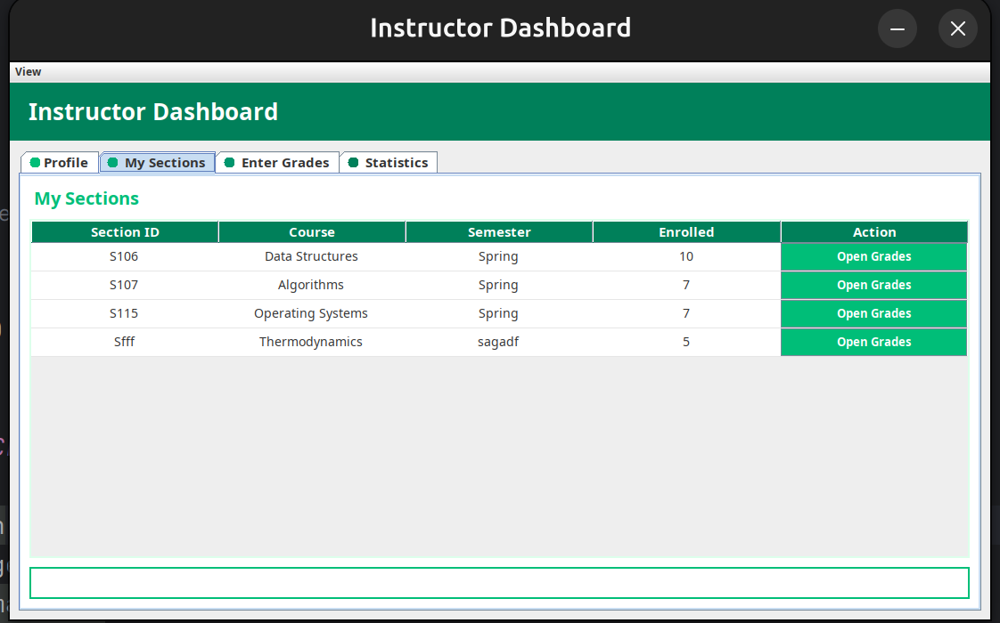 Instructor Dashboard
View
Instructor Dashboard
Profile My Sections Enter Grades Statistics
My Sections
Section ID Course Semester Enrolled Action
S106 Data Structures Spring 10 Open Grades
S107 Algorithms Spring 7 Open Grades
S115 Operating Systems Spring 7 Open Grades
Sfff Thermodynamics sagadf 5 Open Grades